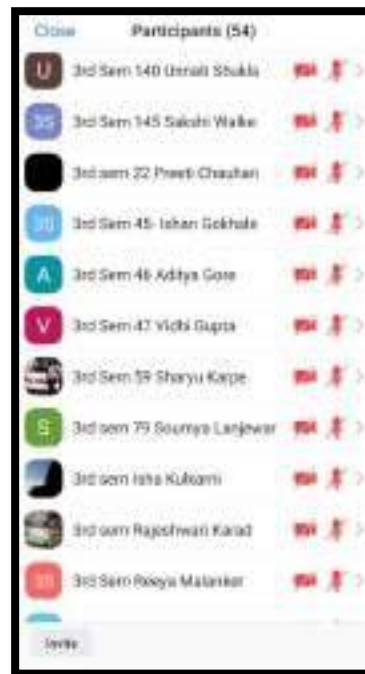 Close Participants (54)
U 3rd Sem 140 Unnati Shukla
3S 3rd Sem 145 Sakshi Walke
3rd sem 22 Preeti Chauhan
3S 3rd Sem 45- Ishan Gokhale
A 3rd Sem 46 Aditya Gore
V 3rd Sem 47 Vidhi Gupta
3rd Sem 59 Sharyu Karpe
S 3rd sem 79 Soumya Lanjewar
3rd sem Isha Kulkarni
3rd sem Rajeshwari Karad
3S 3rd Sem Reeya Malanker
Invite